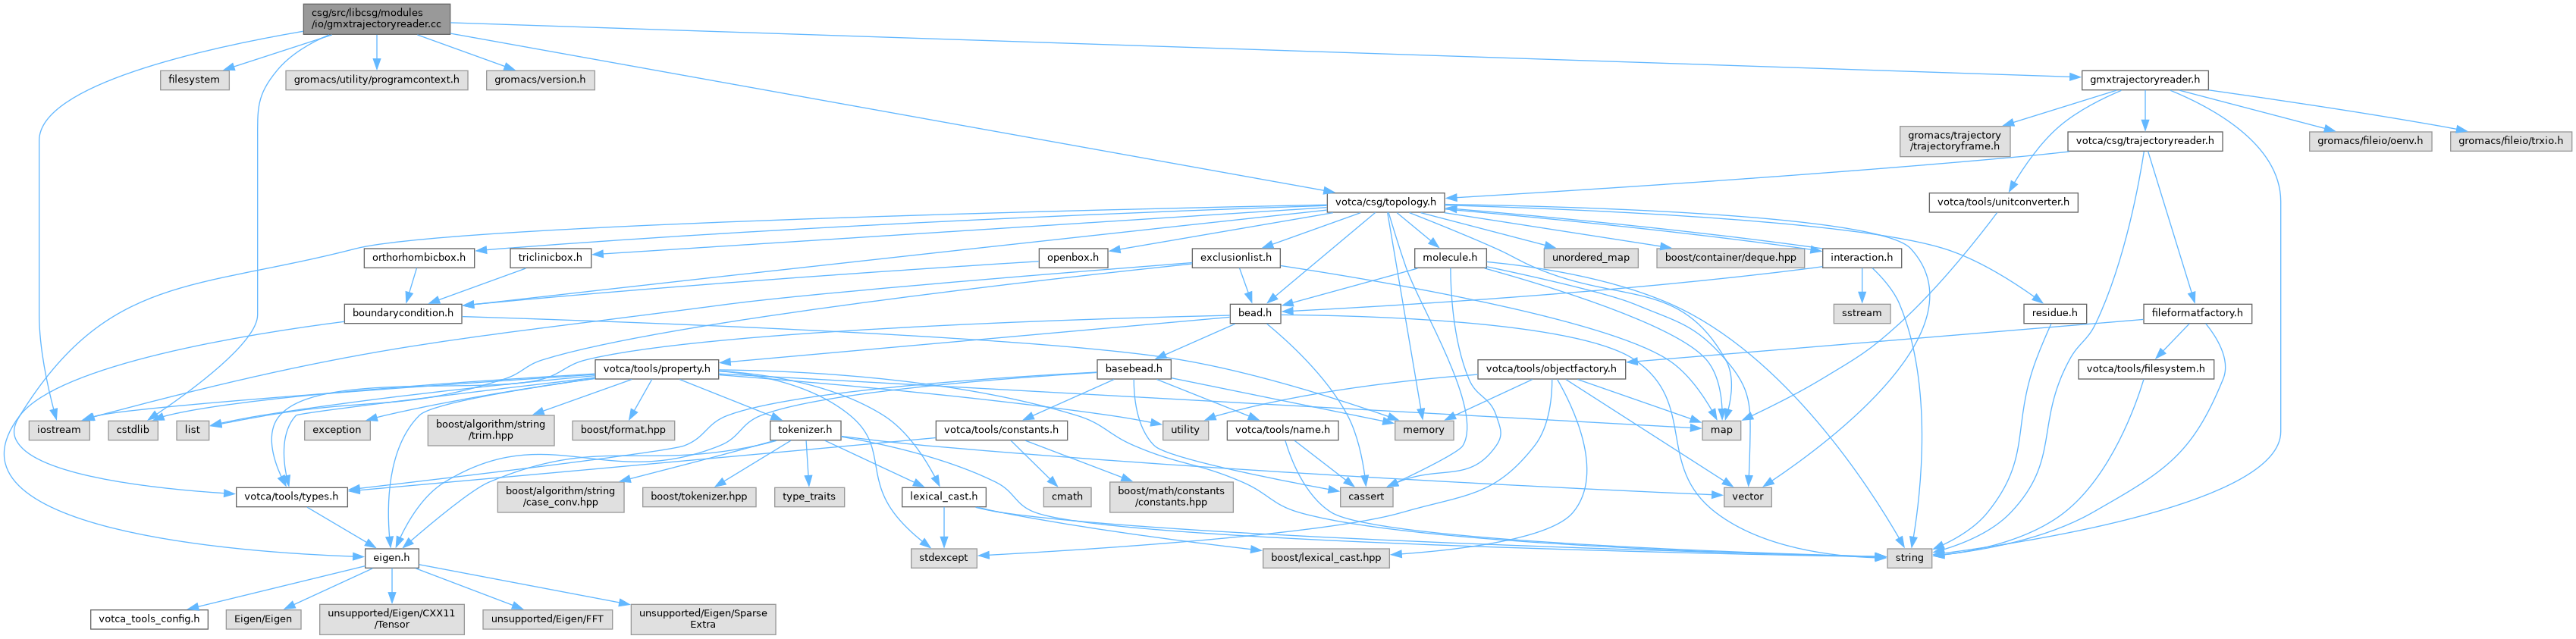 csg/src/libcsg/modules
/io/gmxtrajectoryreader.cc
filesystem
gromacs/utility/programcontext.h
gromacs/version.h
gmxtrajectoryreader.h
gromacs/trajectory
/trajectoryframe.h
votca/csg/trajectoryreader.h
gromacs/fileio/oenv.h
gromacs/fileio/trxio.h
votca/csg/topology.h
votca/tools/unitconverter.h
orthorhombicbox.h
triclinicbox.h
openbox.h
exclusionlist.h
molecule.h
unordered_map
boost/container/deque.hpp
interaction.h
boundarycondition.h
bead.h
sstream
residue.h
fileformatfactory.h
votca/tools/property.h
basebead.h
votca/tools/objectfactory.h
votca/tools/filesystem.h
iostream
cstdlib
list
exception
boost/algorithm/string
/trim.hpp
boost/format.hpp
tokenizer.h
votca/tools/constants.h
utility
votca/tools/name.h
memory
map
votca/tools/types.h
boost/algorithm/string
/case_conv.hpp
boost/tokenizer.hpp
type_traits
lexical_cast.h
cmath
boost/math/constants
/constants.hpp
cassert
vector
eigen.h
stdexcept
boost/lexical_cast.hpp
string
votca_tools_config.h
Eigen/Eigen
unsupported/Eigen/CXX11
/Tensor
unsupported/Eigen/FFT
unsupported/Eigen/Sparse
Extra